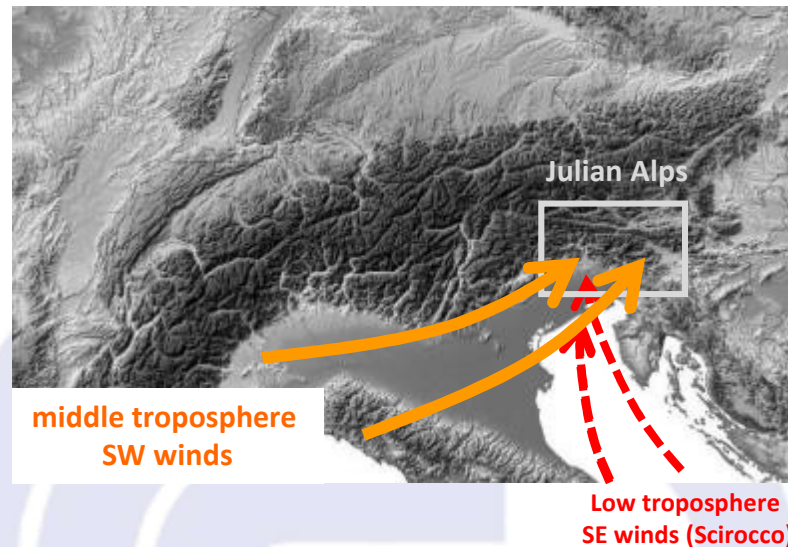 Julian Alps
middle troposphere
SW winds
Low troposphere
SE winds (Scirocco)